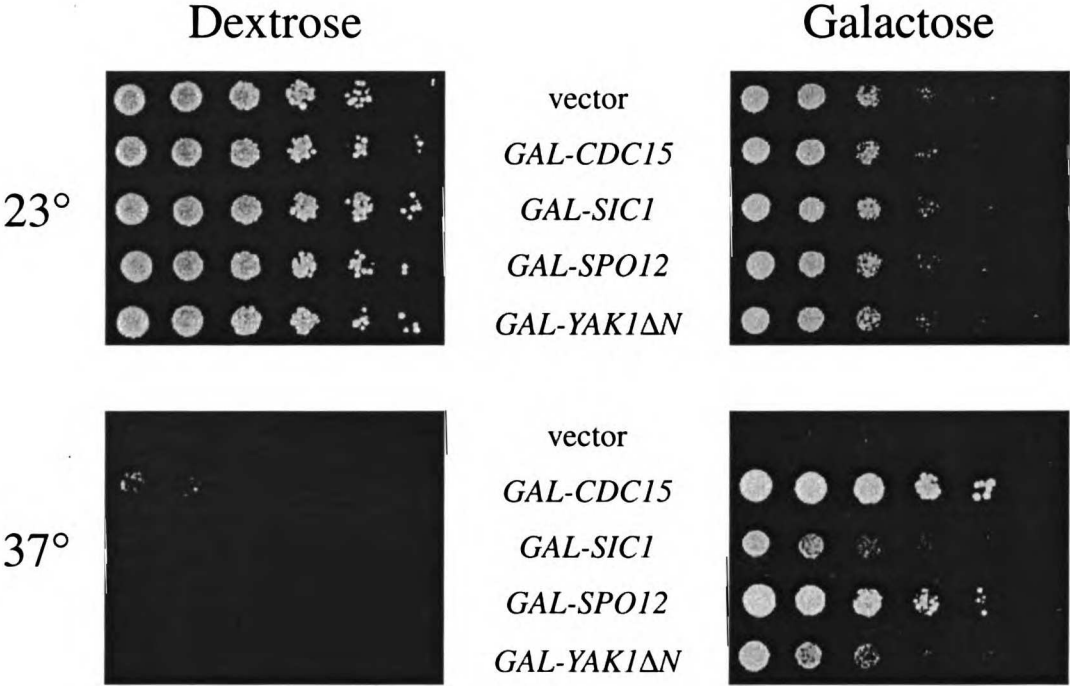 Dextrose Galactose
23°
vector
GAL-CDC15
GAL-SIC1
GAL-SPO12
GAL-YAK1ΔN
37°
vector
GAL-CDC15
GAL-SIC1
GAL-SPO12
GAL-YAK1ΔN